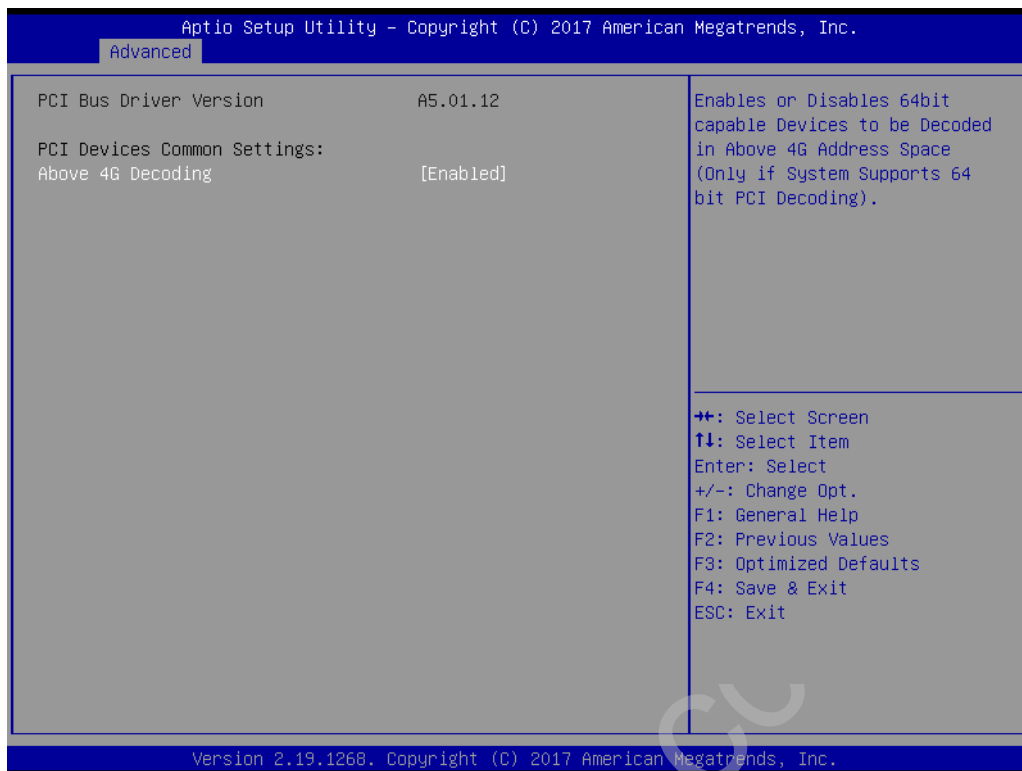 Aptio Setup Utility – Copyright (C) 2017 American Megatrends, Inc.
Advanced
PCI Bus Driver Version A5.01.12
PCI Devices Common Settings:
Above 4G Decoding [Enabled]
Enables or Disables 64bit
capable Devices to be Decoded
in Above 4G Address Space
(Only if System Supports 64
bit PCI Decoding).
→←: Select Screen
↑↓: Select Item
Enter: Select
+/-: Change Opt.
F1: General Help
F2: Previous Values
F3: Optimized Defaults
F4: Save & Exit
ESC: Exit
Version 2.19.1268. Copyright (C) 2017 American Megatrends, Inc.